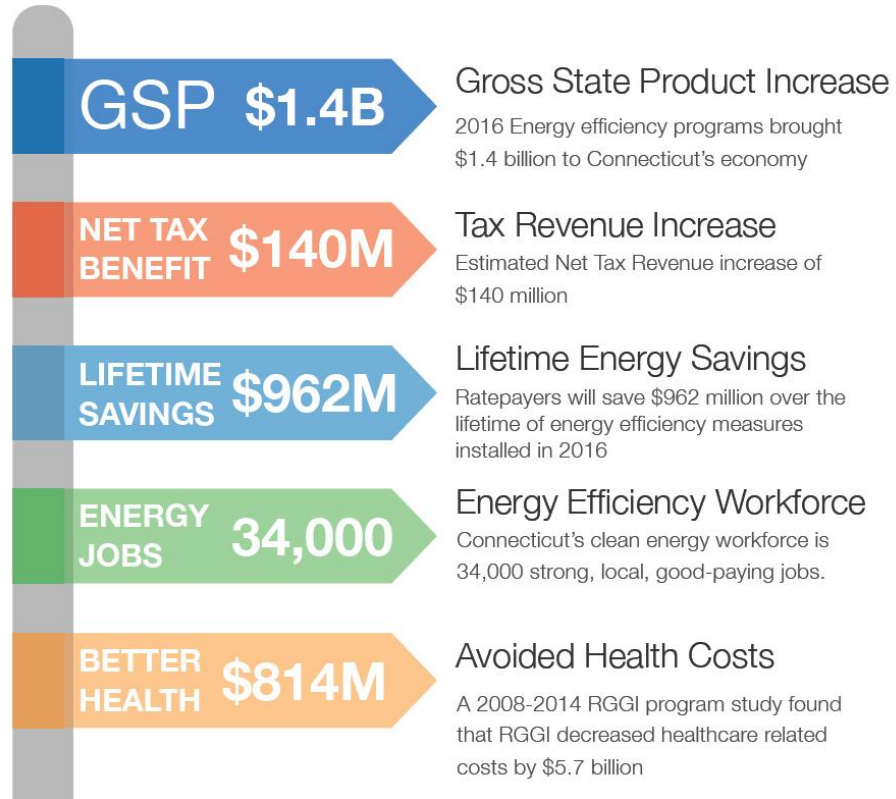 GSP $1.4B
Gross State Product Increase
2016 Energy efficiency programs brought
$1.4 billion to Connecticut's economy
NET TAX
BENEFIT
$140M
Tax Revenue Increase
Estimated Net Tax Revenue increase of
$140 million
LIFETIME
SAVINGS
$962M
Lifetime Energy Savings
Ratepayers will save $962 million over the
lifetime of energy efficiency measures
installed in 2016
ENERGY
JOBS
34,000
Energy Efficiency Workforce
Connecticut's clean energy workforce is
34,000 strong, local, good-paying jobs.
BETTER
HEALTH
$814M
Avoided Health Costs
A 2008-2014 RGGI program study found
that RGGI decreased healthcare related
costs by $5.7 billion